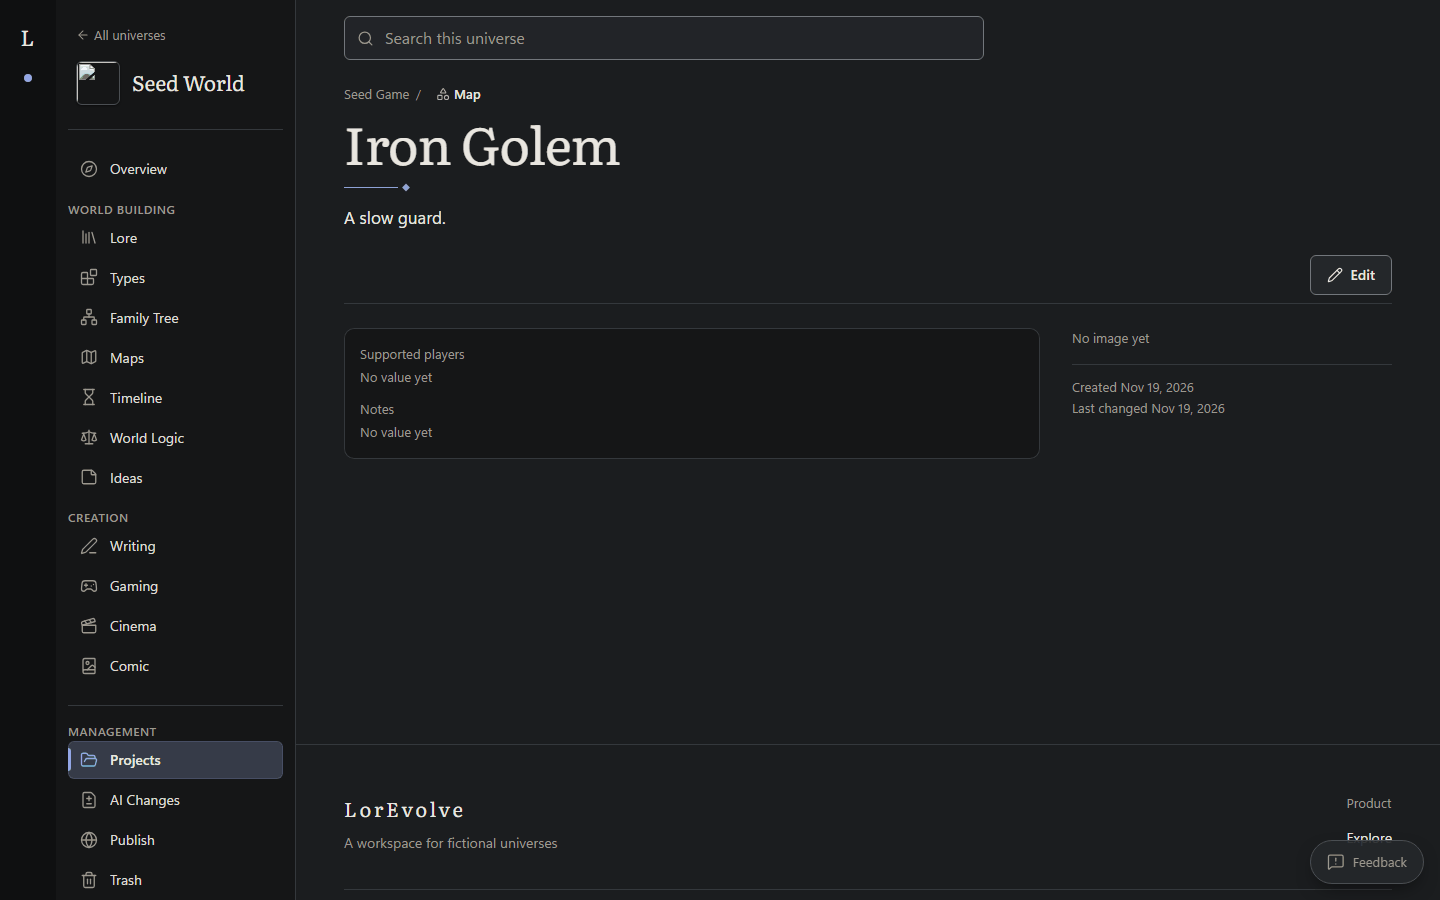 L
All universes
Seed World
Overview
WORLD BUILDING
Lore
Types
Family Tree
Maps
Timeline
World Logic
Ideas
CREATION
Writing
Gaming
Cinema
Comic
MANAGEMENT
Projects
AI Changes
Publish
Trash
Search this universe
Seed Game / Map
Iron Golem
A slow guard.
Edit
Supported players
No value yet
Notes
No value yet
No image yet
Created Nov 19, 2026
Last changed Nov 19, 2026
LorEvolve
A workspace for fictional universes
Product
Explore
Feedback